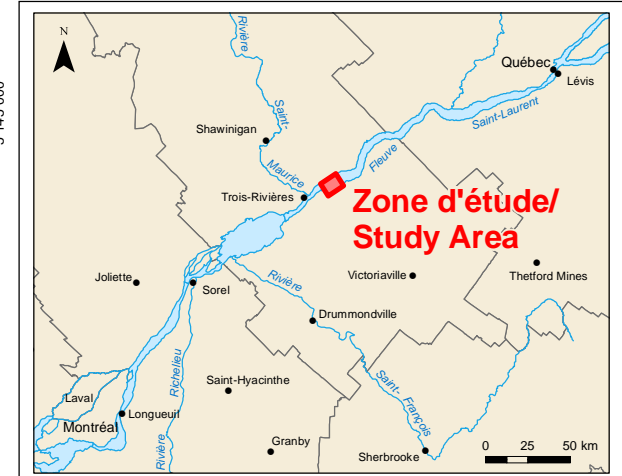 N
Rivière
Saint-
Maurice
Québec
Lévis
Saint-Laurent
Fleuve
Shawinigan
Trois-Rivières
Zone d'étude/
Study Area
Joliette
Sorel
Rivière
Victoriaville
Thetford Mines
Drummondville
Saint- François
Richelieu
Rivière
Saint-Hyacinthe
Laval
Longueuil
Montréal
Granby
Sherbrooke
0 25 50 km